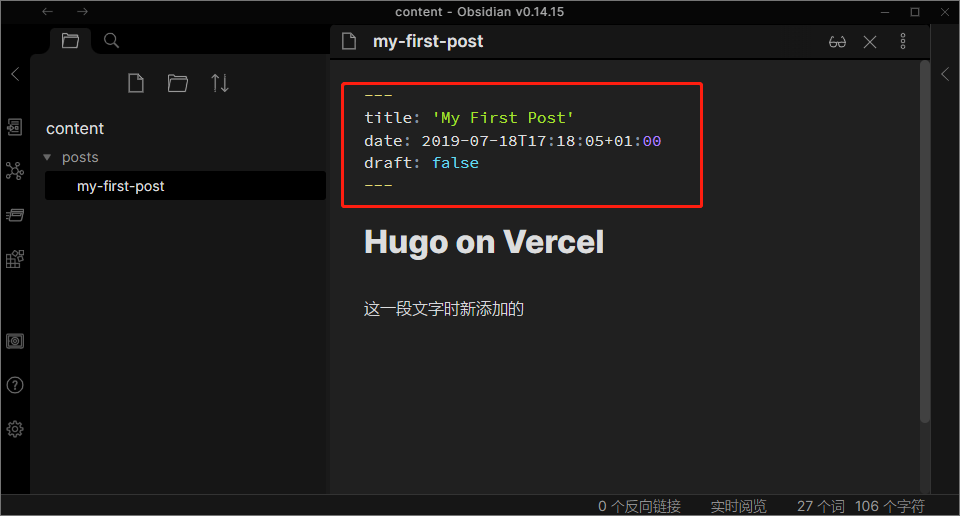 content - Obsidian v0.14.15
my-first-post
content
posts
my-first-post
---
title: 'My First Post'
date: 2019-07-18T17:18:05+01:00
draft: false
---
Hugo on Vercel
这一段文字时新添加的
0 个反向链接 实时阅览 27 个词 106 个字符